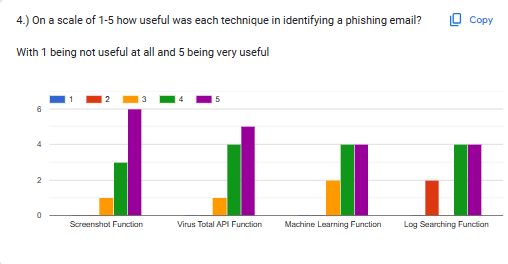 4.) On a scale of 1-5 how useful was each technique in identifying a phishing email?
Copy
With 1 being not useful at all and 5 being very useful
1 2 3 4 5
6
4
2
0
Screenshot Function Virus Total API Function Machine Learning Function Log Searching Function